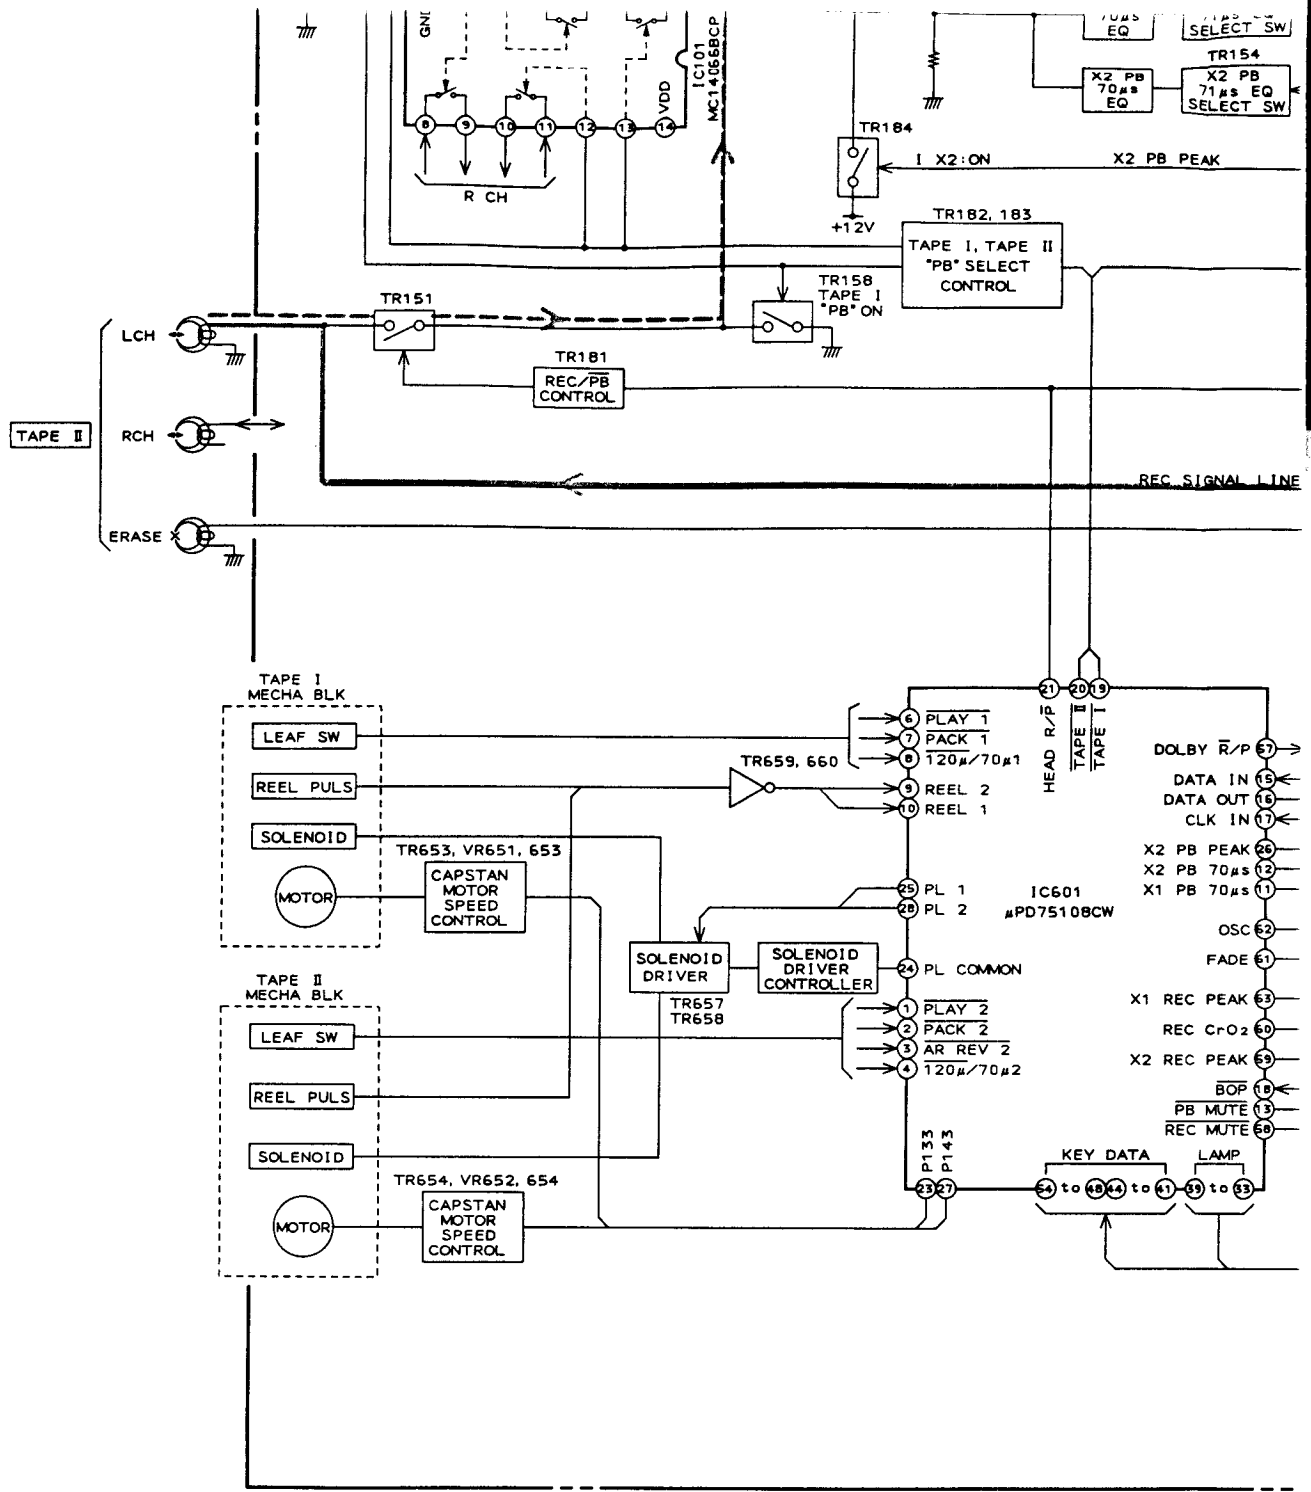 GND
8
9
10
11
12
13
14
VDD
IC101
MC14066BCP
R CH
70μs
EQ
SELECT SW
TR154
X2 PB
70μs
EQ
X2 PB
71μs EQ
SELECT SW
TR184
I X2:ON
X2 PB PEAK
+12V
TR182, 183
TAPE I, TAPE II
"PB" SELECT
CONTROL
TR158
TAPE I
"PB" ON
TR151
LCH
TR181
REC/PB
CONTROL
TAPE II
RCH
REC SIGNAL LINE
ERASE
TAPE I
MECHA BLK
LEAF SW
REEL PULS
SOLENOID
MOTOR
TR653, VR651, 653
CAPSTAN
MOTOR
SPEED
CONTROL
TR659, 660
21
20
19
HEAD R/P
TAPE II
TAPE I
6 PLAY 1
7 PACK 1
8 120μ/70μ1
9 REEL 2
10 REEL 1
25 PL 1
28 PL 2
24 PL COMMON
1 PLAY 2
2 PACK 2
3 AR REV 2
4 120μ/70μ2
IC601
μPD75108CW
DOLBY R/P 57
DATA IN 15
DATA OUT 16
CLK IN 17
X2 PB PEAK 26
X2 PB 70μs 12
X1 PB 70μs 11
OSC 62
FADE 61
X1 REC PEAK 63
REC CrO2 60
X2 REC PEAK 59
BOP 18
PB MUTE 13
REC MUTE 58
SOLENOID
DRIVER
TR657
TR658
SOLENOID
DRIVER
CONTROLLER
TAPE II
MECHA BLK
LEAF SW
REEL PULS
SOLENOID
MOTOR
TR654, VR652, 654
CAPSTAN
MOTOR
SPEED
CONTROL
P133
P143
23
27
KEY DATA
54 to 48 44 to 41
LAMP
39 to 33